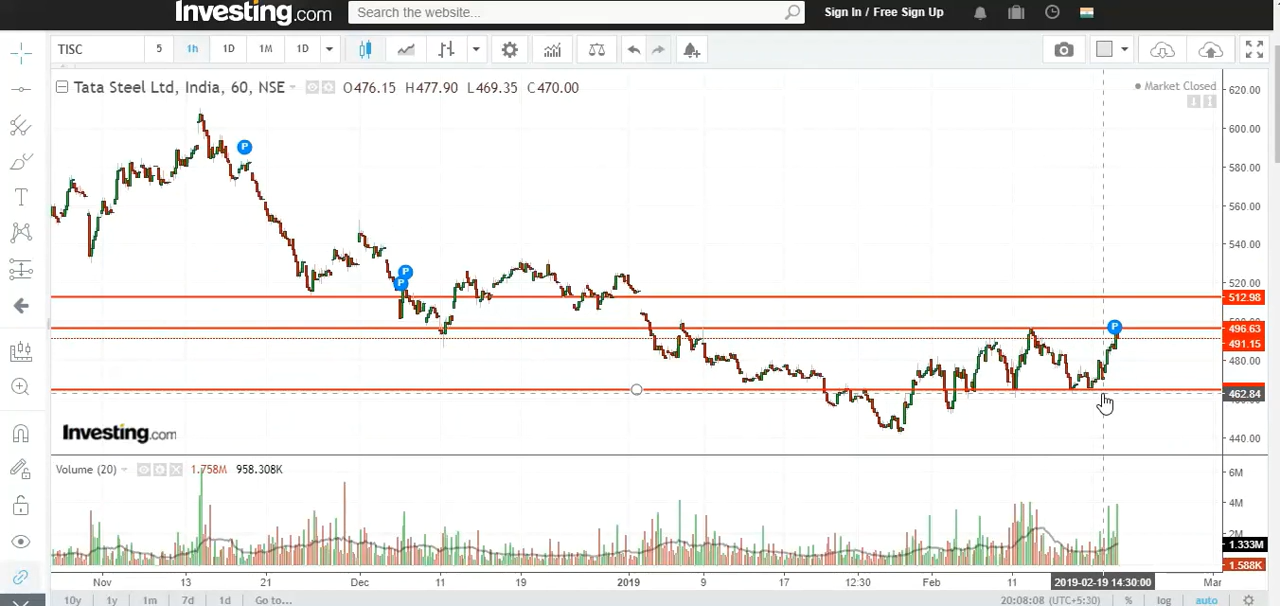 Investing.com
Search the website...
Sign In / Free Sign Up
TISC 5 1h 1D 1M 1D
Tata Steel Ltd, India, 60, NSE O476.15 H477.90 L469.35 C470.00
Market Closed
620.00
600.00
P
580.00
560.00
540.00
P
P
520.00
512.98
P
496.63
491.15
480.00
462.84
440.00
Investing.com
Volume (20) 1.758M 958.308K
6M
4M
2M
1.333M
1.588K
Nov 13 21 Dec 11 19 2019 9 17 12:30 Feb 11 2019-02-19 14:30:00 Mar
10y 1y 1m 7d 1d Go to... 20:08:08 (UTC+5:30) % log auto